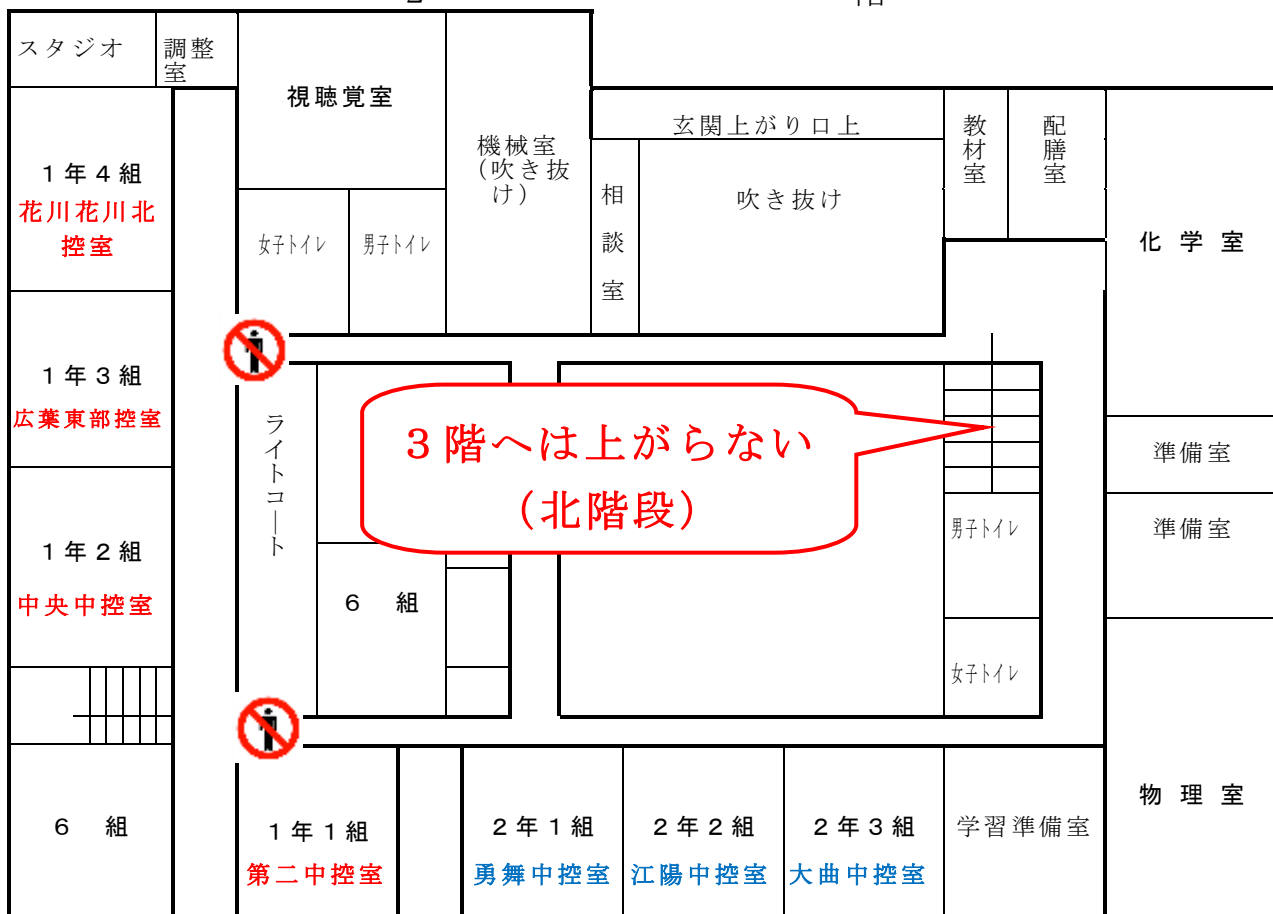 スタジオ
調整
室
視聴覚室
機械室
(吹き抜
け)
玄関上がり口上
教材室
配膳室
1年4組
花川花川北
控室
女子トイレ
男子トイレ
相談室
吹き抜け
化学室
1年3組
広葉東部控室
ライトコート
3階へは上がらない
(北階段)
準備室
準備室
男子トイレ
1年2組
中央中控室
6 組
女子トイレ
6 組
1年1組
第二中控室
2年1組
勇舞中控室
2年2組
江陽中控室
2年3組
大曲中控室
学習準備室
物理室